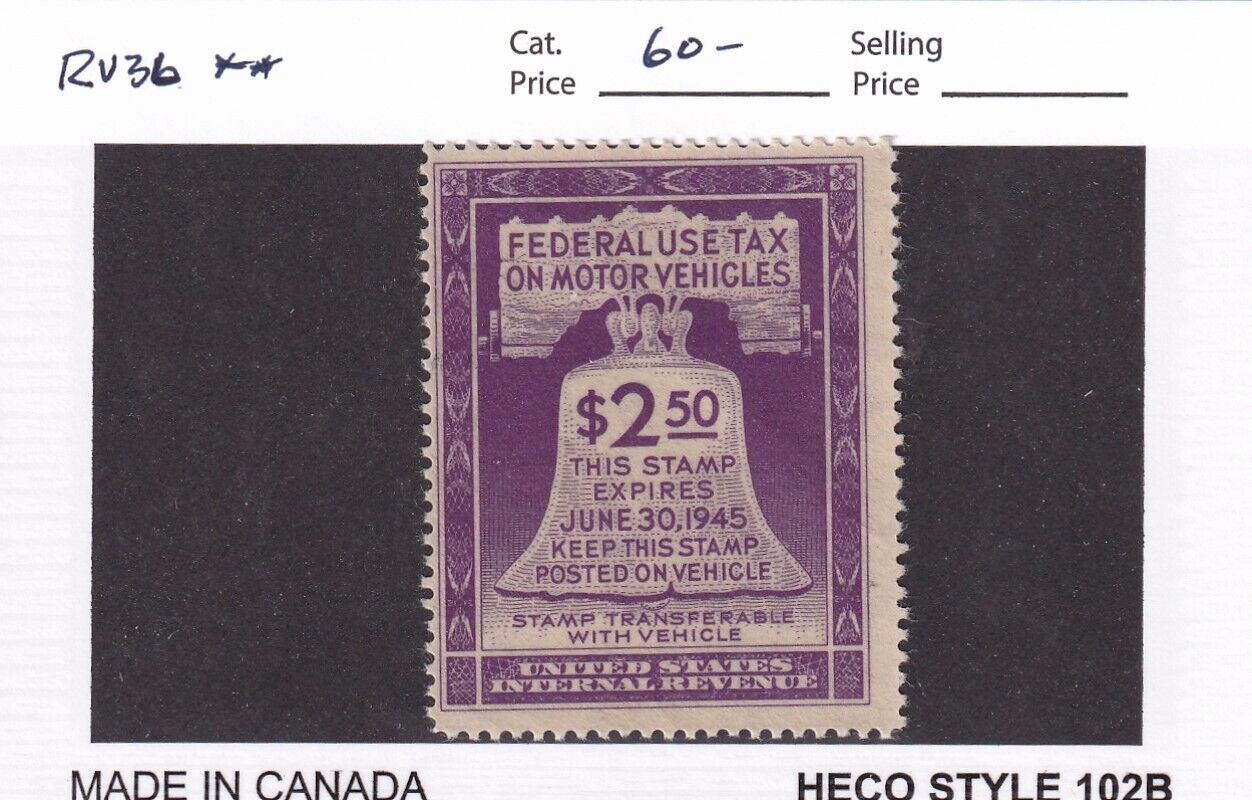 RV36 **
Cat. Price 60-
Selling Price
FEDERAL USE TAX
ON MOTOR VEHICLES
$2.50
THIS STAMP
EXPIRES
JUNE 30, 1945
KEEP THIS STAMP
POSTED ON VEHICLE
STAMP TRANSFERABLE
WITH VEHICLE
UNITED STATES
INTERNAL REVENUE
MADE IN CANADA
HECO STYLE 102B